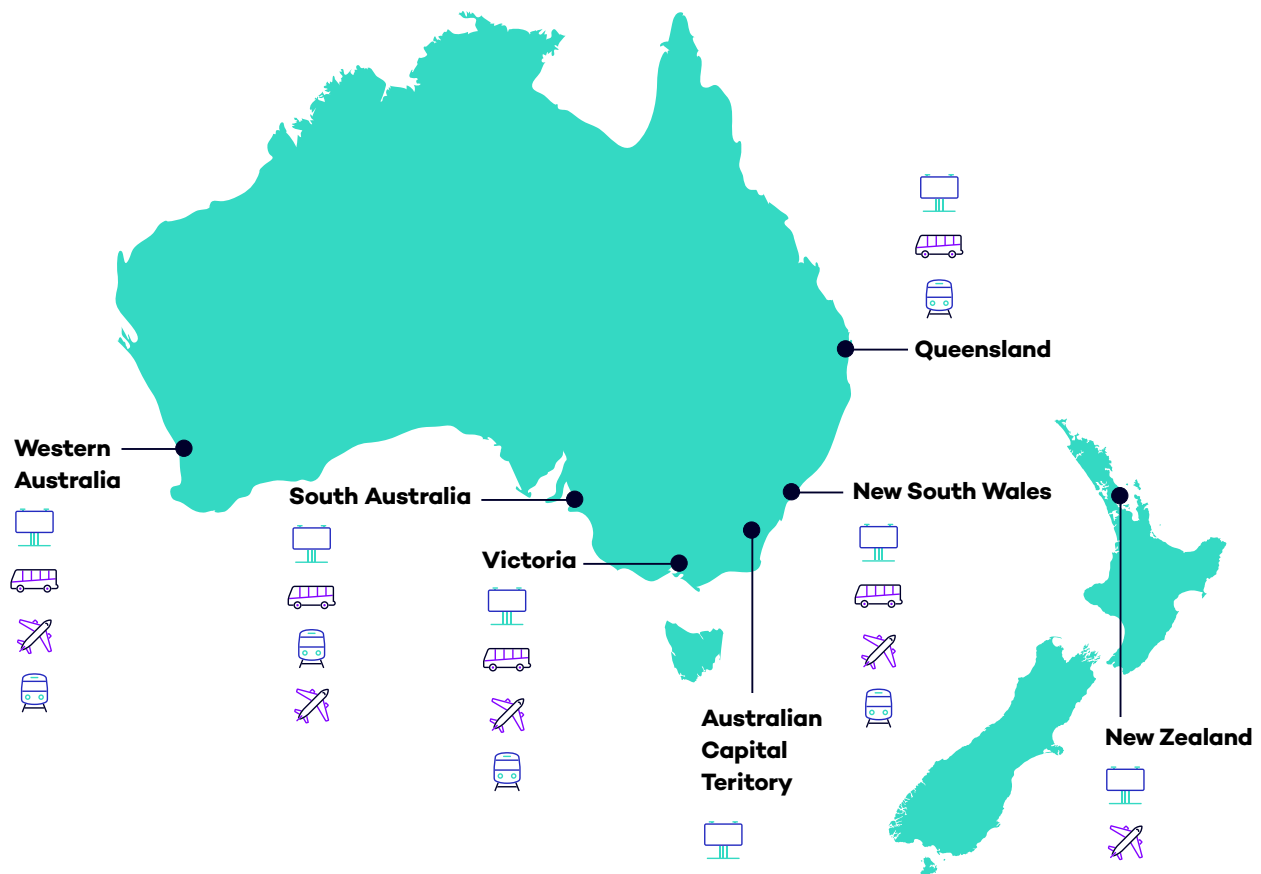 Queensland
Western
Australia
South Australia
New South Wales
Victoria
Australian
Capital
Teritory
New Zealand